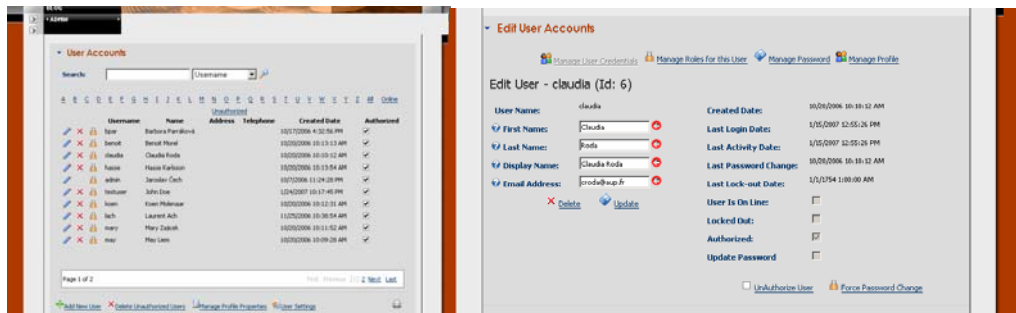 BLOG
ADMIN
User Accounts
Search:
Username
A B C D E F G H I J K L M N O P Q R S T U V W X Y Z All Online
Unauthorized
Username Name Address Telephone Created Date Authorized
Barbora 10/17/2006 4:32:56 PM
benoit Benoit Morel 10/20/2006 10:13:13 AM
claudia Claudia Roda 10/20/2006 10:10:12 AM
hasse Hasse Karlsson 10/20/2006 10:13:54 AM
admin Jaroslav Čech 10/7/2006 11:24:28 PM
testuser John Doe 1/24/2007 10:17:45 PM
koen Koen Molenaar 10/20/2006 10:12:31 AM
lach Laurent Ach 11/25/2006 10:38:54 AM
mary Mary Zajicek 10/20/2006 10:11:52 AM
may May Liem 10/20/2006 10:09:28 AM
Page 1 of 2
First Previous [1] 2 Next Last
Add New User Delete Unauthorized Users Manage Profile Properties User Settings
Edit User Accounts
Manage User Credentials Manage Roles for this User Manage Password Manage Profile
Edit User - claudia (Id: 6)
User Name: claudia
First Name: Claudia
Last Name: Roda
Display Name: Claudia Roda
Email Address: croda@aup.fr
Delete Update
Created Date: 10/20/2006 10:10:12 AM
Last Login Date: 1/15/2007 12:55:26 PM
Last Activity Date: 1/15/2007 12:55:26 PM
Last Password Change: 10/20/2006 10:10:12 AM
Last Lock-out Date: 1/1/1754 1:00:00 AM
User Is On Line:
Locked Out:
Authorized:
Update Password
UnAuthorize User Force Password Change